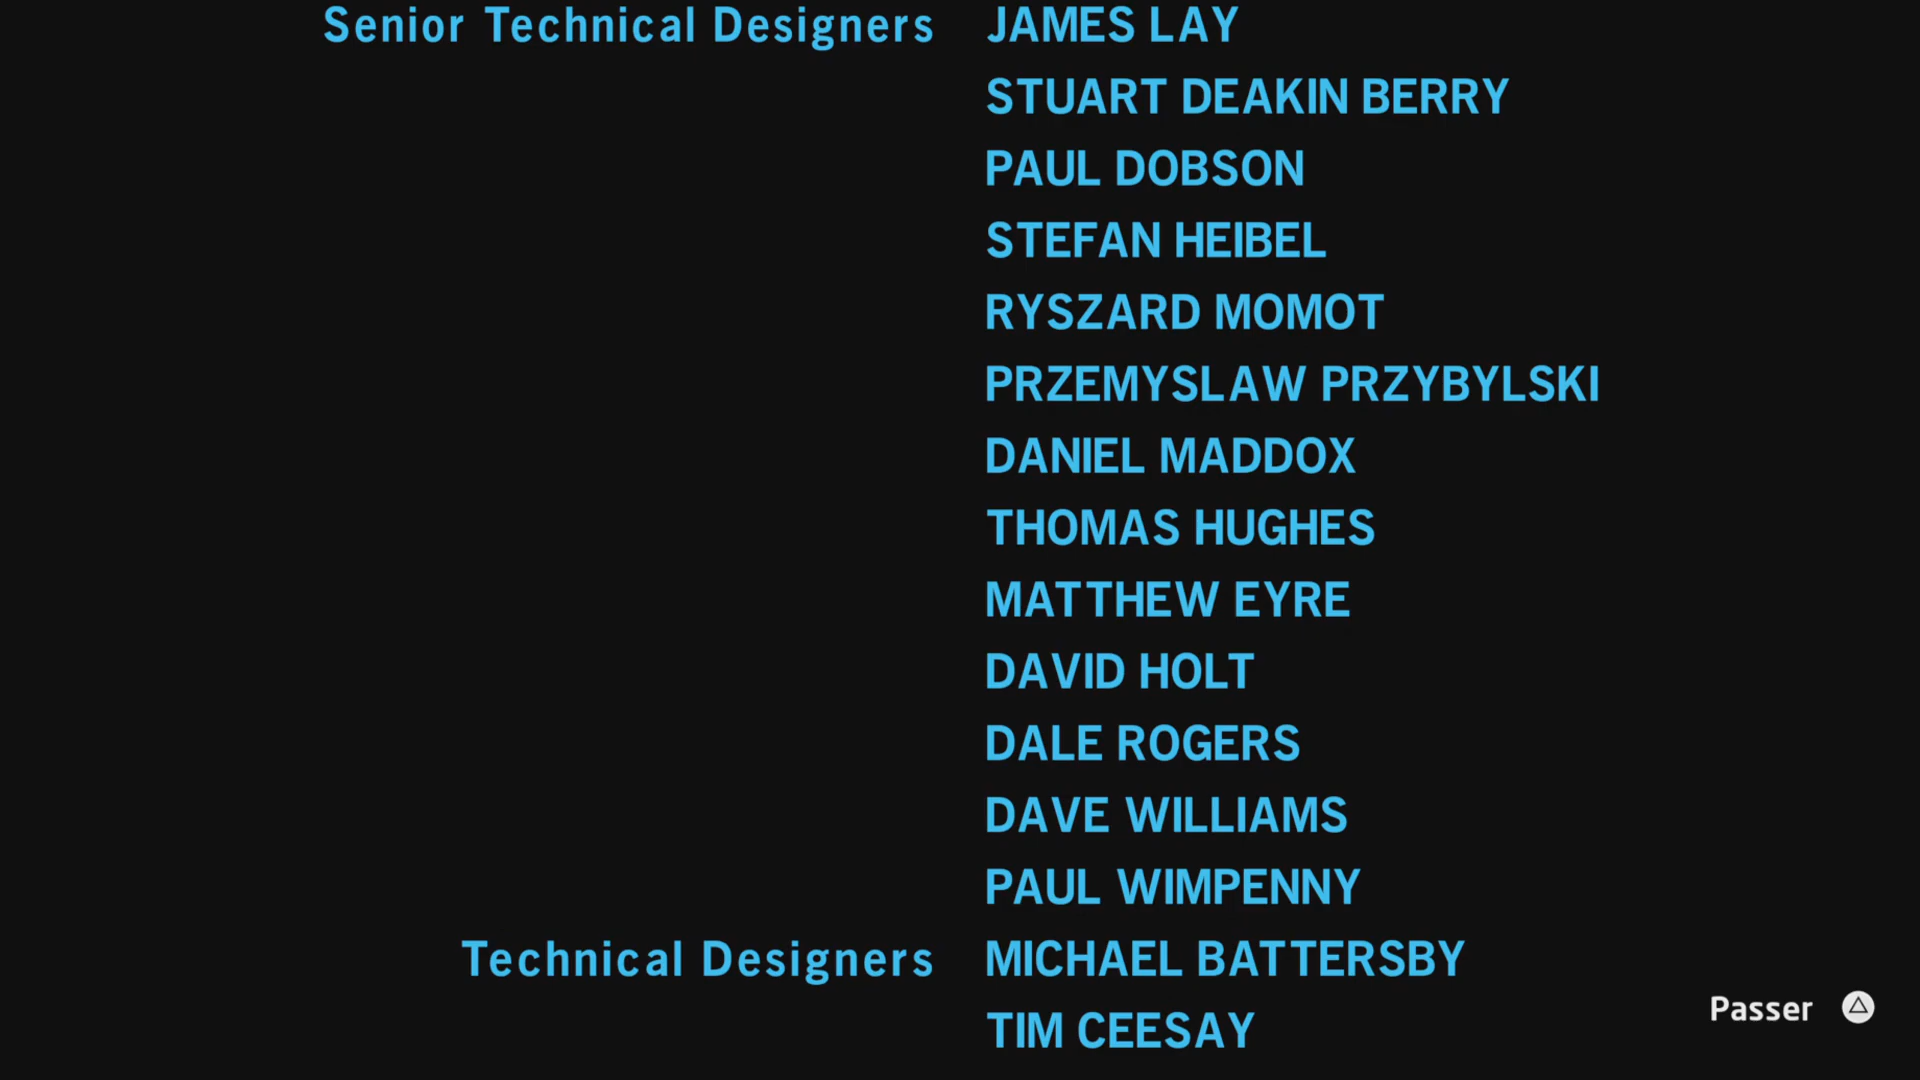 Senior Technical Designers JAMES LAY
STUART DEAKIN BERRY
PAUL DOBSON
STEFAN HEIBEL
RYSZARD MOMOT
PRZEMYSLAW PRZYBYLSKI
DANIEL MADDOX
THOMAS HUGHES
MATTHEW EYRE
DAVID HOLT
DALE ROGERS
DAVE WILLIAMS
PAUL WIMPENNY
Technical Designers MICHAEL BATTERSBY
TIM CEESAY
Passer